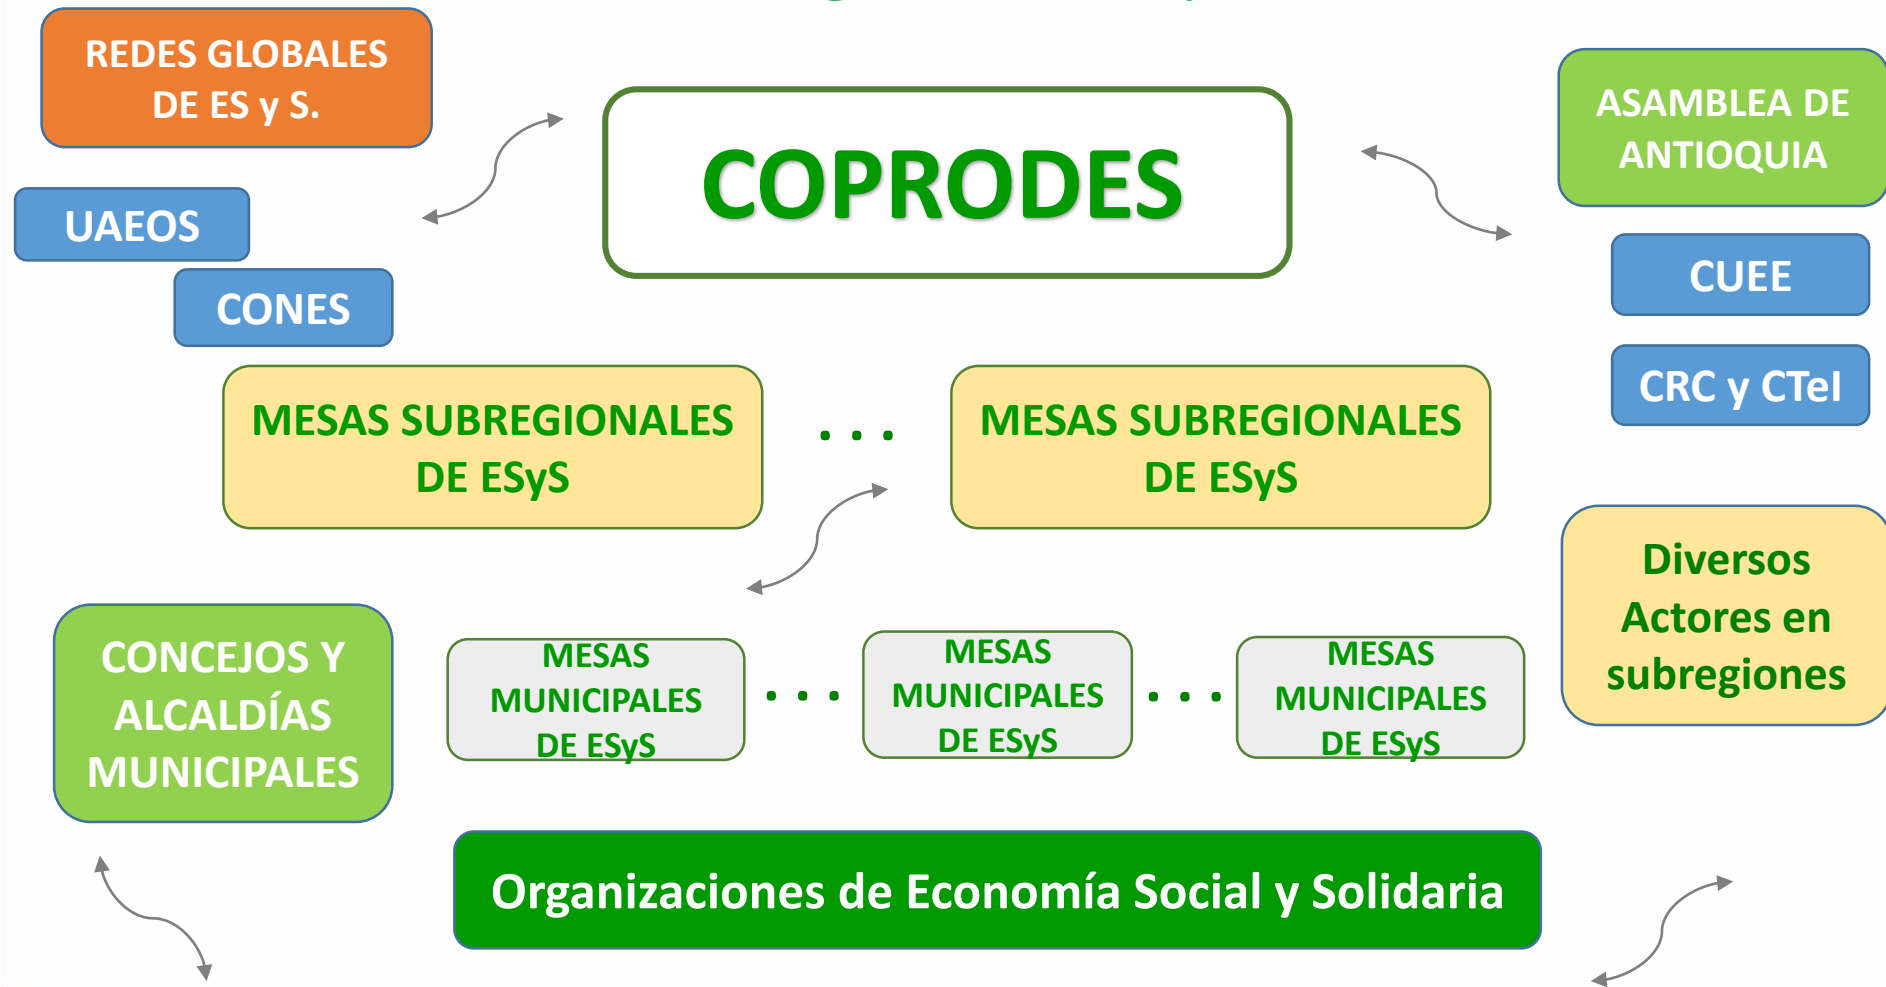 REDES GLOBALES
DE ES y S.
COPRODES
ASAMBLEA DE
ANTIOQUIA
UAEOS
CONES
CUEE
CRC y CTeI
MESAS SUBREGIONALES
DE ESyS
. . .
MESAS SUBREGIONALES
DE ESyS
Diversos
Actores en
subregiones
CONCEJOS Y
ALCALDÍAS
MUNICIPALES
MESAS
MUNICIPALES
DE ESyS
. . .
MESAS
MUNICIPALES
DE ESyS
. . .
MESAS
MUNICIPALES
DE ESyS
Organizaciones de Economía Social y Solidaria